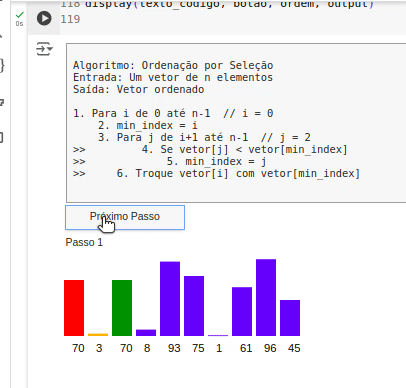 118 display(texto_codigo, botao, ordem, output)
119
0s
Algoritmo: Ordenação por Seleção
Entrada: Um vetor de n elementos
Saída: Vetor ordenado
1. Para i de 0 até n-1  // i = 0
2. min_index = i
3. Para j de i+1 até n-1  // j = 2
>> 4. Se vetor[j] < vetor[min_index]
>> 5. min_index = j
>> 6. Troque vetor[i] com vetor[min_index]
Próximo Passo
Passo 1
70 3 70 8 93 75 1 61 96 45